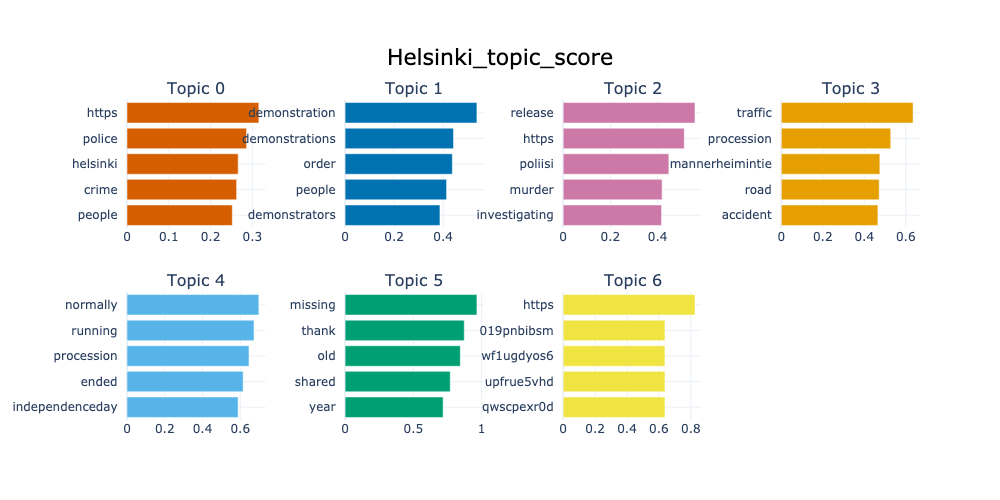 Helsinki_topic_score
Topic 0
https
police
helsinki
crime
people
0 0.1 0.2 0.3
Topic 1
demonstration
demonstrations
order
people
demonstrators
0 0.2 0.4
Topic 2
release
https
poliisi
murder
investigating
0 0.2 0.4
Topic 3
traffic
procession
mannerheimintie
road
accident
0 0.2 0.4 0.6
Topic 4
normally
running
procession
ended
independenceday
0 0.2 0.4 0.6
Topic 5
missing
thank
old
shared
year
0 0.5 1
Topic 6
https
019pnbibsm
wf1ugdyos6
upfrue5vhd
qwscpexr0d
0 0.2 0.4 0.6 0.8